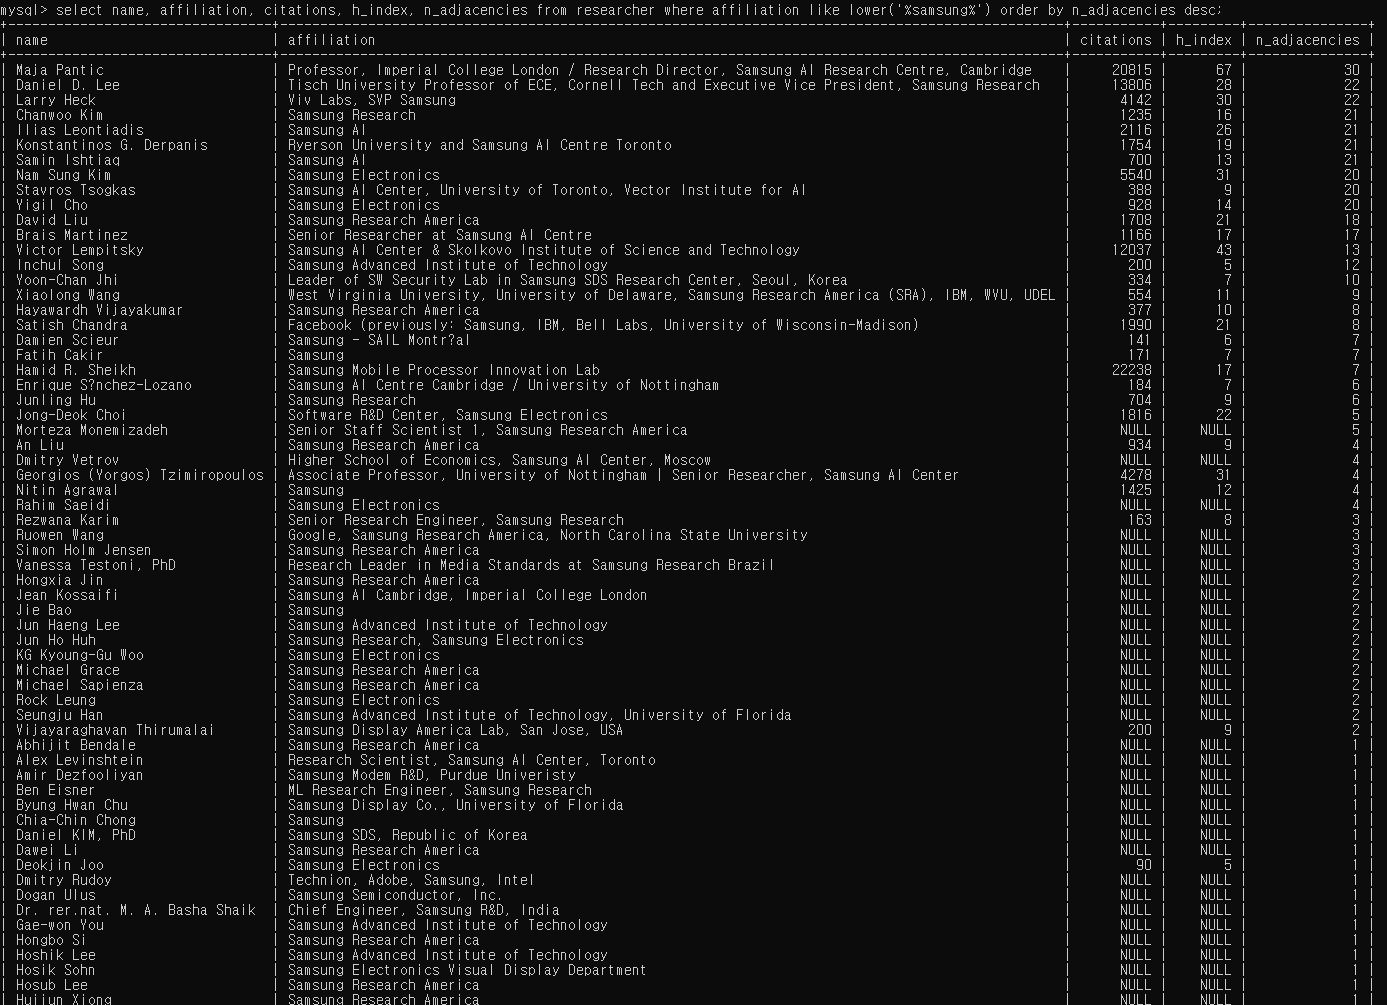 mysql> select name, affiliation, citations, h_index, n_adjacencies from researcher where affiliation like lower('%samsung%') order by n_adjacencies desc;
| name | affiliation | citations | h_index | n_adjacencies |
| Maja Pantic | Professor, Imperial College London / Research Director, Samsung AI Research Centre, Cambridge | 20815 | 67 | 30 |
| Daniel D. Lee | Tisch University Professor of ECE, Cornell Tech and Executive Vice President, Samsung Research | 13806 | 28 | 22 |
| Larry Heck | Viv Labs, SVP Samsung | 4142 | 30 | 22 |
| Chanwoo Kim | Samsung Research | 1235 | 16 | 21 |
| Ilias Leontiadis | Samsung AI | 2116 | 26 | 21 |
| Konstantinos G. Derpanis | Ryerson University and Samsung AI Centre Toronto | 1754 | 19 | 21 |
| Samin Ishtiaq | Samsung AI | 700 | 13 | 21 |
| Nam Sung Kim | Samsung Electronics | 5540 | 31 | 20 |
| Stavros Tsogkas | Samsung AI Center, University of Toronto, Vector Institute for AI | 388 | 9 | 20 |
| Yigil Cho | Samsung Electronics | 928 | 14 | 20 |
| David Liu | Samsung Research America | 1708 | 21 | 18 |
| Brais Martinez | Senior Researcher at Samsung AI Centre | 1166 | 17 | 17 |
| Victor Lempitsky | Samsung AI Center & Skolkovo Institute of Science and Technology | 12037 | 43 | 13 |
| Inchul Song | Samsung Advanced Institute of Technology | 200 | 5 | 12 |
| Yoon-Chan Jhi | Leader of SW Security Lab in Samsung SDS Research Center, Seoul, Korea | 334 | 7 | 10 |
| Xiaolong Wang | West Virginia University, University of Delaware, Samsung Research America (SRA), IBM, WVU, UDEL | 554 | 11 | 9 |
| Hayawardh Vijayakumar | Samsung Research America | 377 | 10 | 8 |
| Satish Chandra | Facebook (previously: Samsung, IBM, Bell Labs, University of Wisconsin-Madison) | 1990 | 21 | 8 |
| Damien Scieur | Samsung - SAIL Montr?al | 141 | 6 | 7 |
| Fatih Cakir | Samsung | 171 | 7 | 7 |
| Hamid R. Sheikh | Samsung Mobile Processor Innovation Lab | 22238 | 17 | 7 |
| Enrique S?nchez-Lozano | Samsung AI Centre Cambridge / University of Nottingham | 184 | 7 | 6 |
| Junling Hu | Samsung Research | 704 | 9 | 6 |
| Jong-Deok Choi | Software R&D Center, Samsung Electronics | 1816 | 22 | 5 |
| Morteza Monemizadeh | Senior Staff Scientist 1, Samsung Research America | NULL | NULL | 5 |
| An Liu | Samsung Research America | 934 | 9 | 4 |
| Dmitry Vetrov | Higher School of Economics, Samsung AI Center, Moscow | NULL | NULL | 4 |
| Georgios (Yorgos) Tzimiropoulos | Associate Professor, University of Nottingham | Senior Researcher, Samsung AI Center | 4278 | 31 | 4 |
| Nitin Agrawal | Samsung | 1425 | 12 | 4 |
| Rahim Saeidi | Samsung Electronics | NULL | NULL | 4 |
| Rezwana Karim | Senior Research Engineer, Samsung Research | 163 | 8 | 3 |
| Ruowen Wang | Google, Samsung Research America, North Carolina State University | NULL | NULL | 3 |
| Simon Holm Jensen | Samsung Research America | NULL | NULL | 3 |
| Vanessa Testoni, PhD | Research Leader in Media Standards at Samsung Research Brazil | NULL | NULL | 3 |
| Hongxia Jin | Samsung Research America | NULL | NULL | 2 |
| Jean Kossaifi | Samsung AI Cambridge, Imperial College London | NULL | NULL | 2 |
| Jie Bao | Samsung | NULL | NULL | 2 |
| Jun Haeng Lee | Samsung Advanced Institute of Technology | NULL | NULL | 2 |
| Jun Ho Huh | Samsung Research, Samsung Electronics | NULL | NULL | 2 |
| KG Kyoung-Gu Woo | Samsung Electronics | NULL | NULL | 2 |
| Michael Grace | Samsung Research America | NULL | NULL | 2 |
| Michael Sapienza | Samsung Research America | NULL | NULL | 2 |
| Rock Leung | Samsung Electronics | NULL | NULL | 2 |
| Seungju Han | Samsung Advanced Institute of Technology, University of Florida | NULL | NULL | 2 |
| Vijayaraghavan Thirumalai | Samsung Display America Lab, San Jose, USA | 200 | 9 | 2 |
| Abhijit Bendale | Samsung Research America | NULL | NULL | 1 |
| Alex Levinshtein | Research Scientist, Samsung AI Center, Toronto | NULL | NULL | 1 |
| Amir Dezfooliyan | Samsung Modem R&D, Purdue Univeristy | NULL | NULL | 1 |
| Ben Eisner | ML Research Engineer, Samsung Research | NULL | NULL | 1 |
| Byung Hwan Chu | Samsung Display Co., University of Florida | NULL | NULL | 1 |
| Chia-Chin Chong | Samsung | NULL | NULL | 1 |
| Daniel KIM, PhD | Samsung SDS, Republic of Korea | NULL | NULL | 1 |
| Dawei Li | Samsung Research America | NULL | NULL | 1 |
| Deokjin Joo | Samsung Electronics | 90 | 5 | 1 |
| Dmitry Rudoy | Technion, Adobe, Samsung, Intel | NULL | NULL | 1 |
| Dogan Ulus | Samsung Semiconductor, Inc. | NULL | NULL | 1 |
| Dr. rer.nat. M. A. Basha Shaik | Chief Engineer, Samsung R&D, India | NULL | NULL | 1 |
| Gae-won You | Samsung Advanced Institute of Technology | NULL | NULL | 1 |
| Hongbo Si | Samsung Research America | NULL | NULL | 1 |
| Hoshik Lee | Samsung Advanced Institute of Technology | NULL | NULL | 1 |
| Hosik Sohn | Samsung Electronics Visual Display Department | NULL | NULL | 1 |
| Hosub Lee | Samsung Research America | NULL | NULL | 1 |
| Huijun Xiong | Samsung Research America | NULL | NULL | 1 |